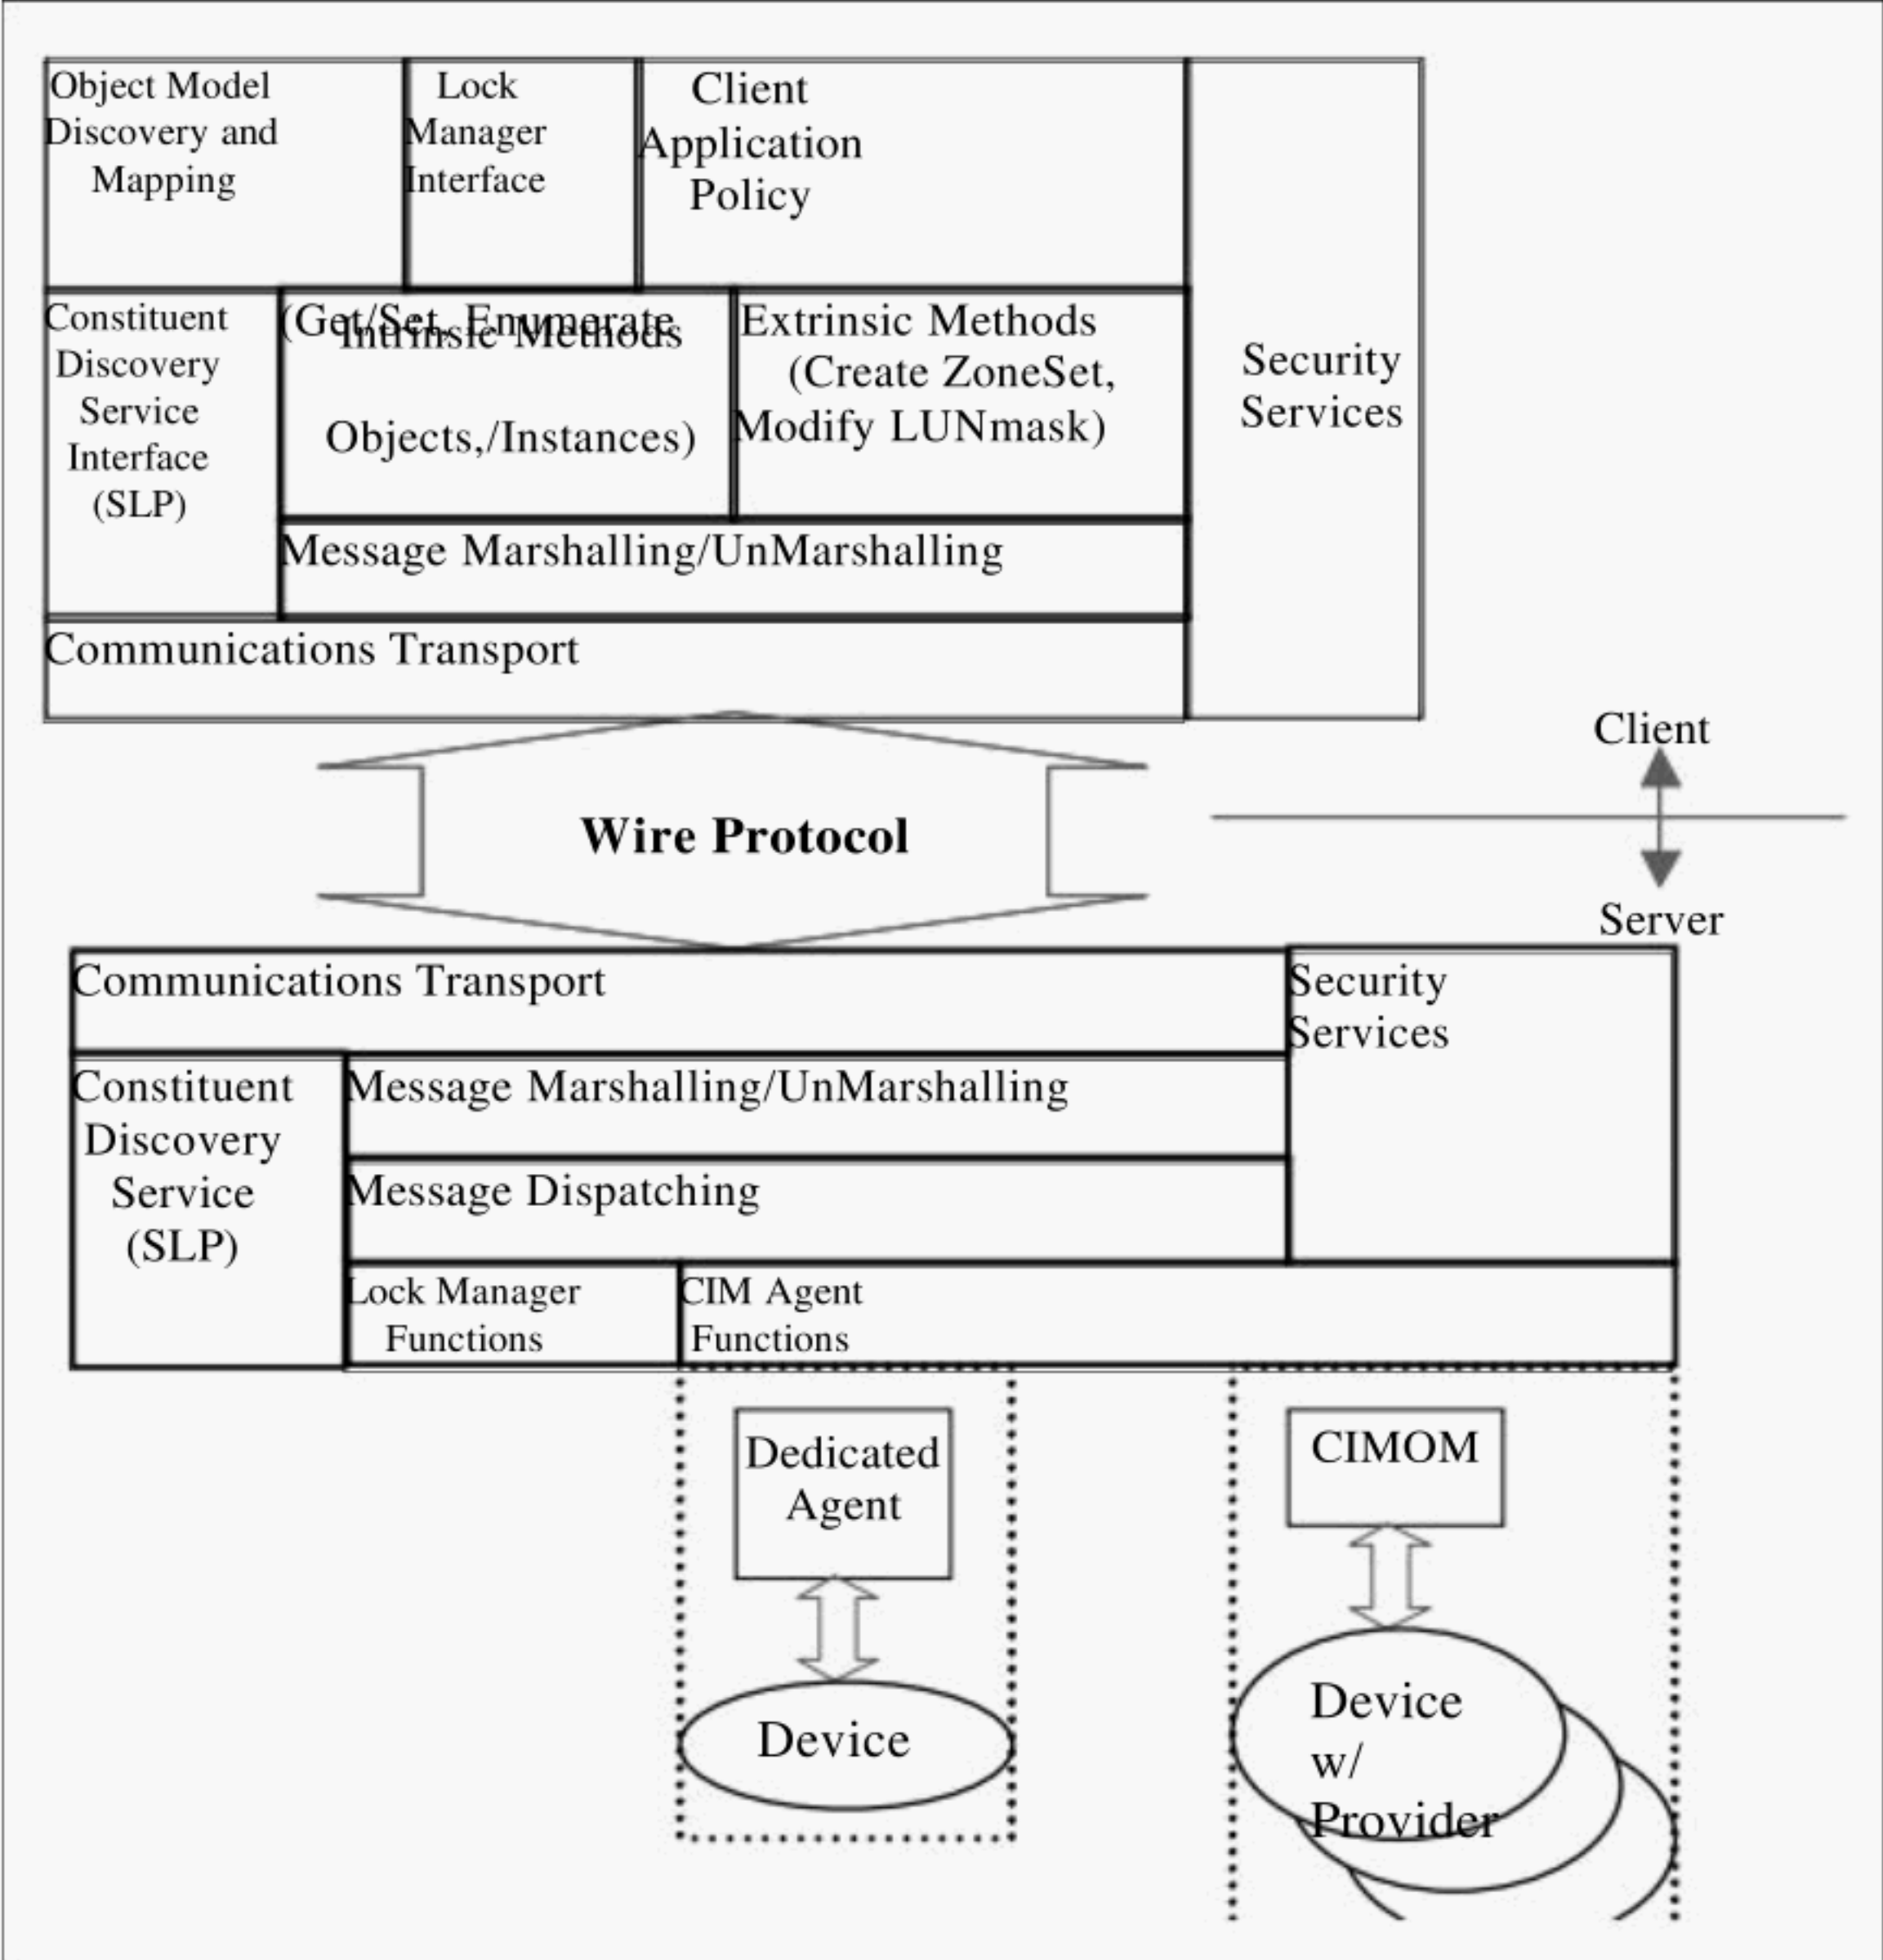 Object Model
Discovery and
Mapping
Lock
Manager
Interface
Client
Application
Policy
Constituent
Discovery
Service
Interface
(SLP)
Intrinsic Methods
(Get/Set, Enumerate
Objects,/Instances)
Extrinsic Methods
(Create ZoneSet,
Modify LUNmask)
Security
Services
Message Marshalling/UnMarshalling
Communications Transport
Client
Wire Protocol
Server
Communications Transport
Security
Services
Constituent
Discovery
Service
(SLP)
Message Marshalling/UnMarshalling
Message Dispatching
Lock Manager
Functions
CIM Agent
Functions
Dedicated
Agent
CIMOM
Device
Device
w/
Provider